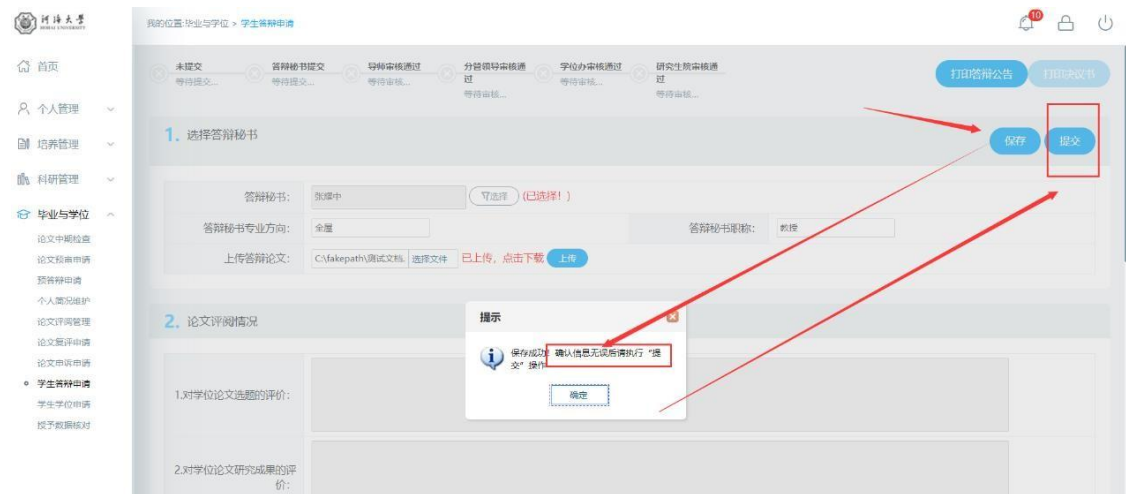 河海大学
HOHAI UNIVERSITY
我的位置:毕业与学位 > 学生答辩申请
10
首页
个人管理
培养管理
科研管理
毕业与学位
论文中期检查
论文预审申请
预答辩申请
个人简况维护
论文评阅管理
论文复评申请
论文申诉申请
学生答辩申请
学生学位申请
授予数据核对
未提交
等待提交...
答辩秘书提交
等待提交...
导师审核通过
等待审核...
分管领导审核通
过
等待审核...
学位办审核通过
等待审核...
研究生院审核通
过
等待审核...
打印答辩公告
打印决议书
1. 选择答辩秘书
保存
提交
答辩秘书:
选择
(已选择! )
答辩秘书专业方向:
金属
答辩秘书职称:
教授
上传答辩论文:
C:\fakepath\测试文档.
选择文件
已上传, 点击下载
上传
2. 论文评阅情况
提示
保存成功! 确认信息无误后请执行 “提
交” 操作
确定
1.对学位论文选题的评价:
2.对学位论文研究成果的评
价: